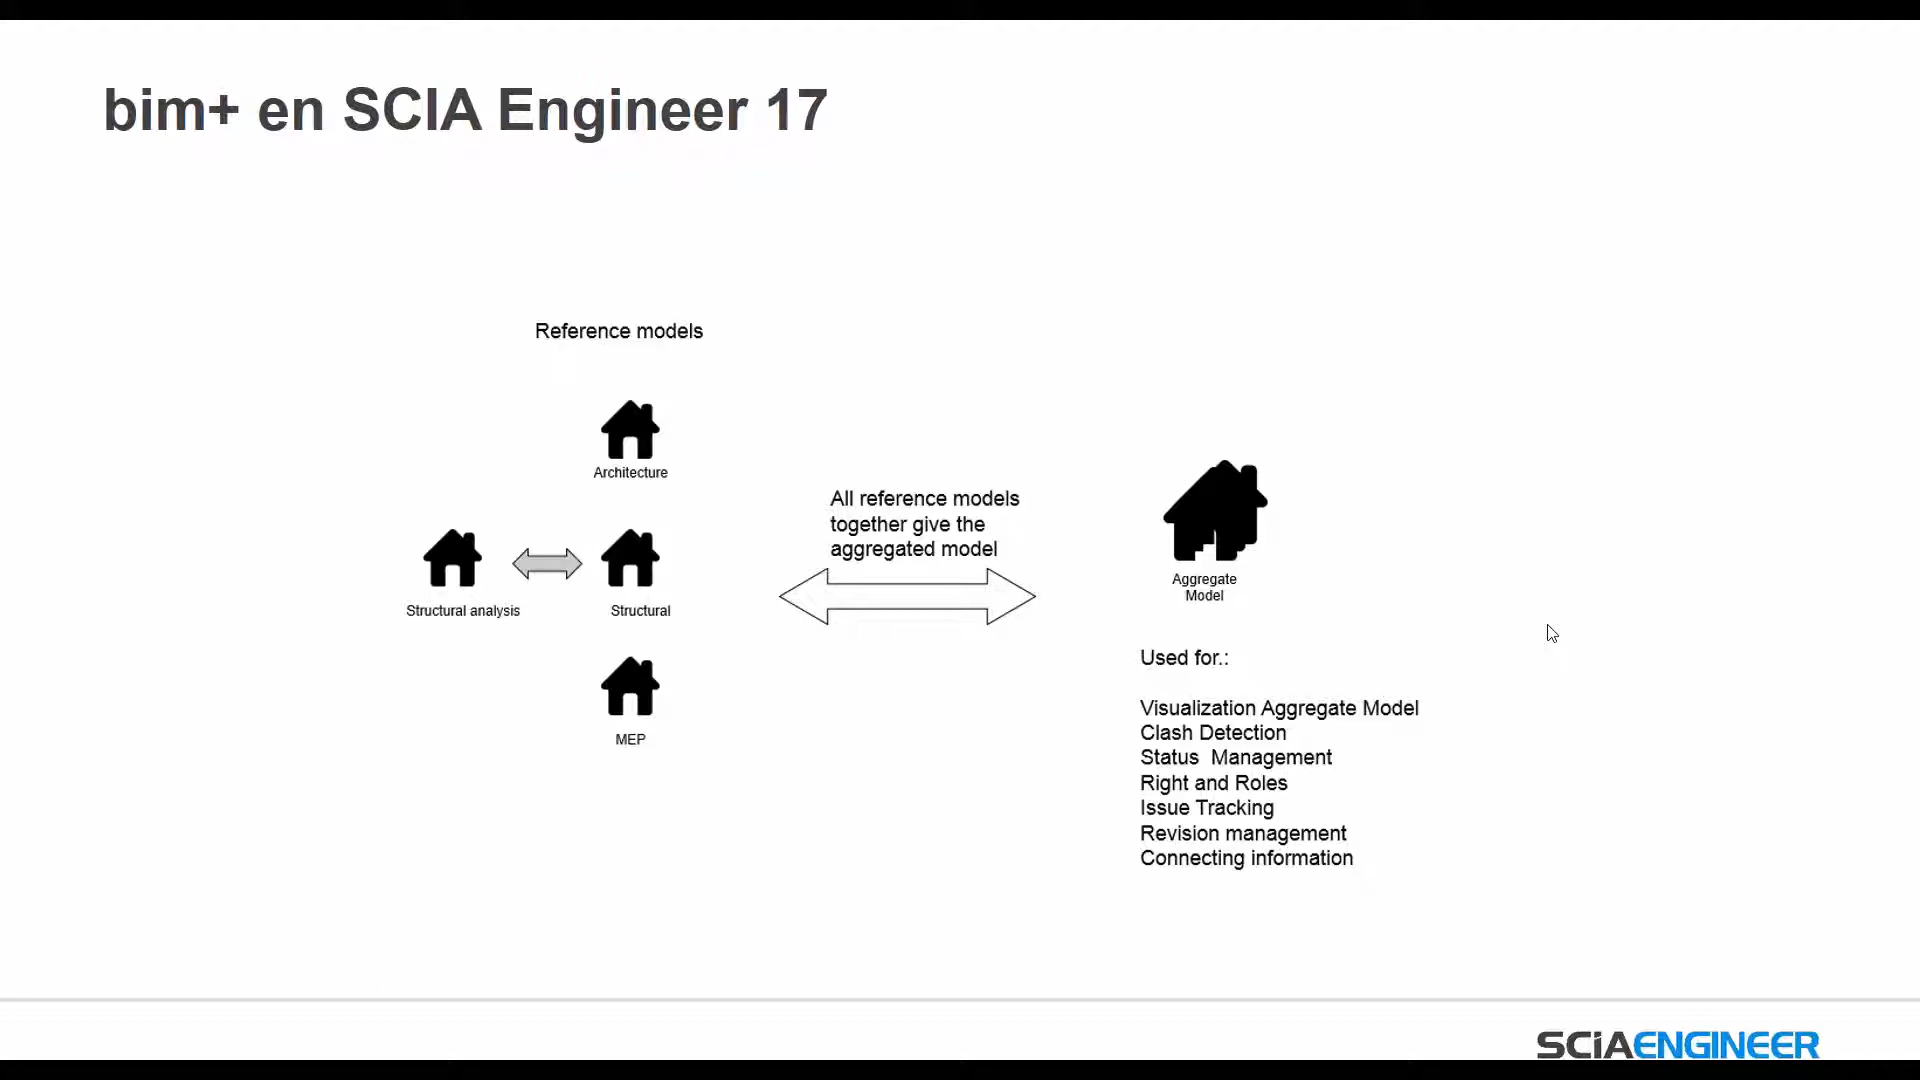 bim+ en SCIA Engineer 17
Reference models
Architecture
Structural analysis
Structural
MEP
All reference models
together give the
aggregated model
Aggregate
Model
Used for.:
Visualization Aggregate Model
Clash Detection
Status  Management
Right and Roles
Issue Tracking
Revision management
Connecting information
SCiAENGINEER